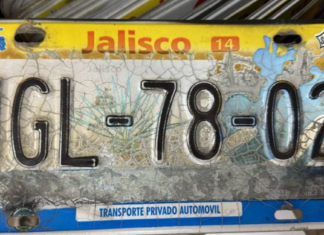 Jalisco 14
GL-78-02
TRANSPORTE PRIVADO AUTOMOVIL